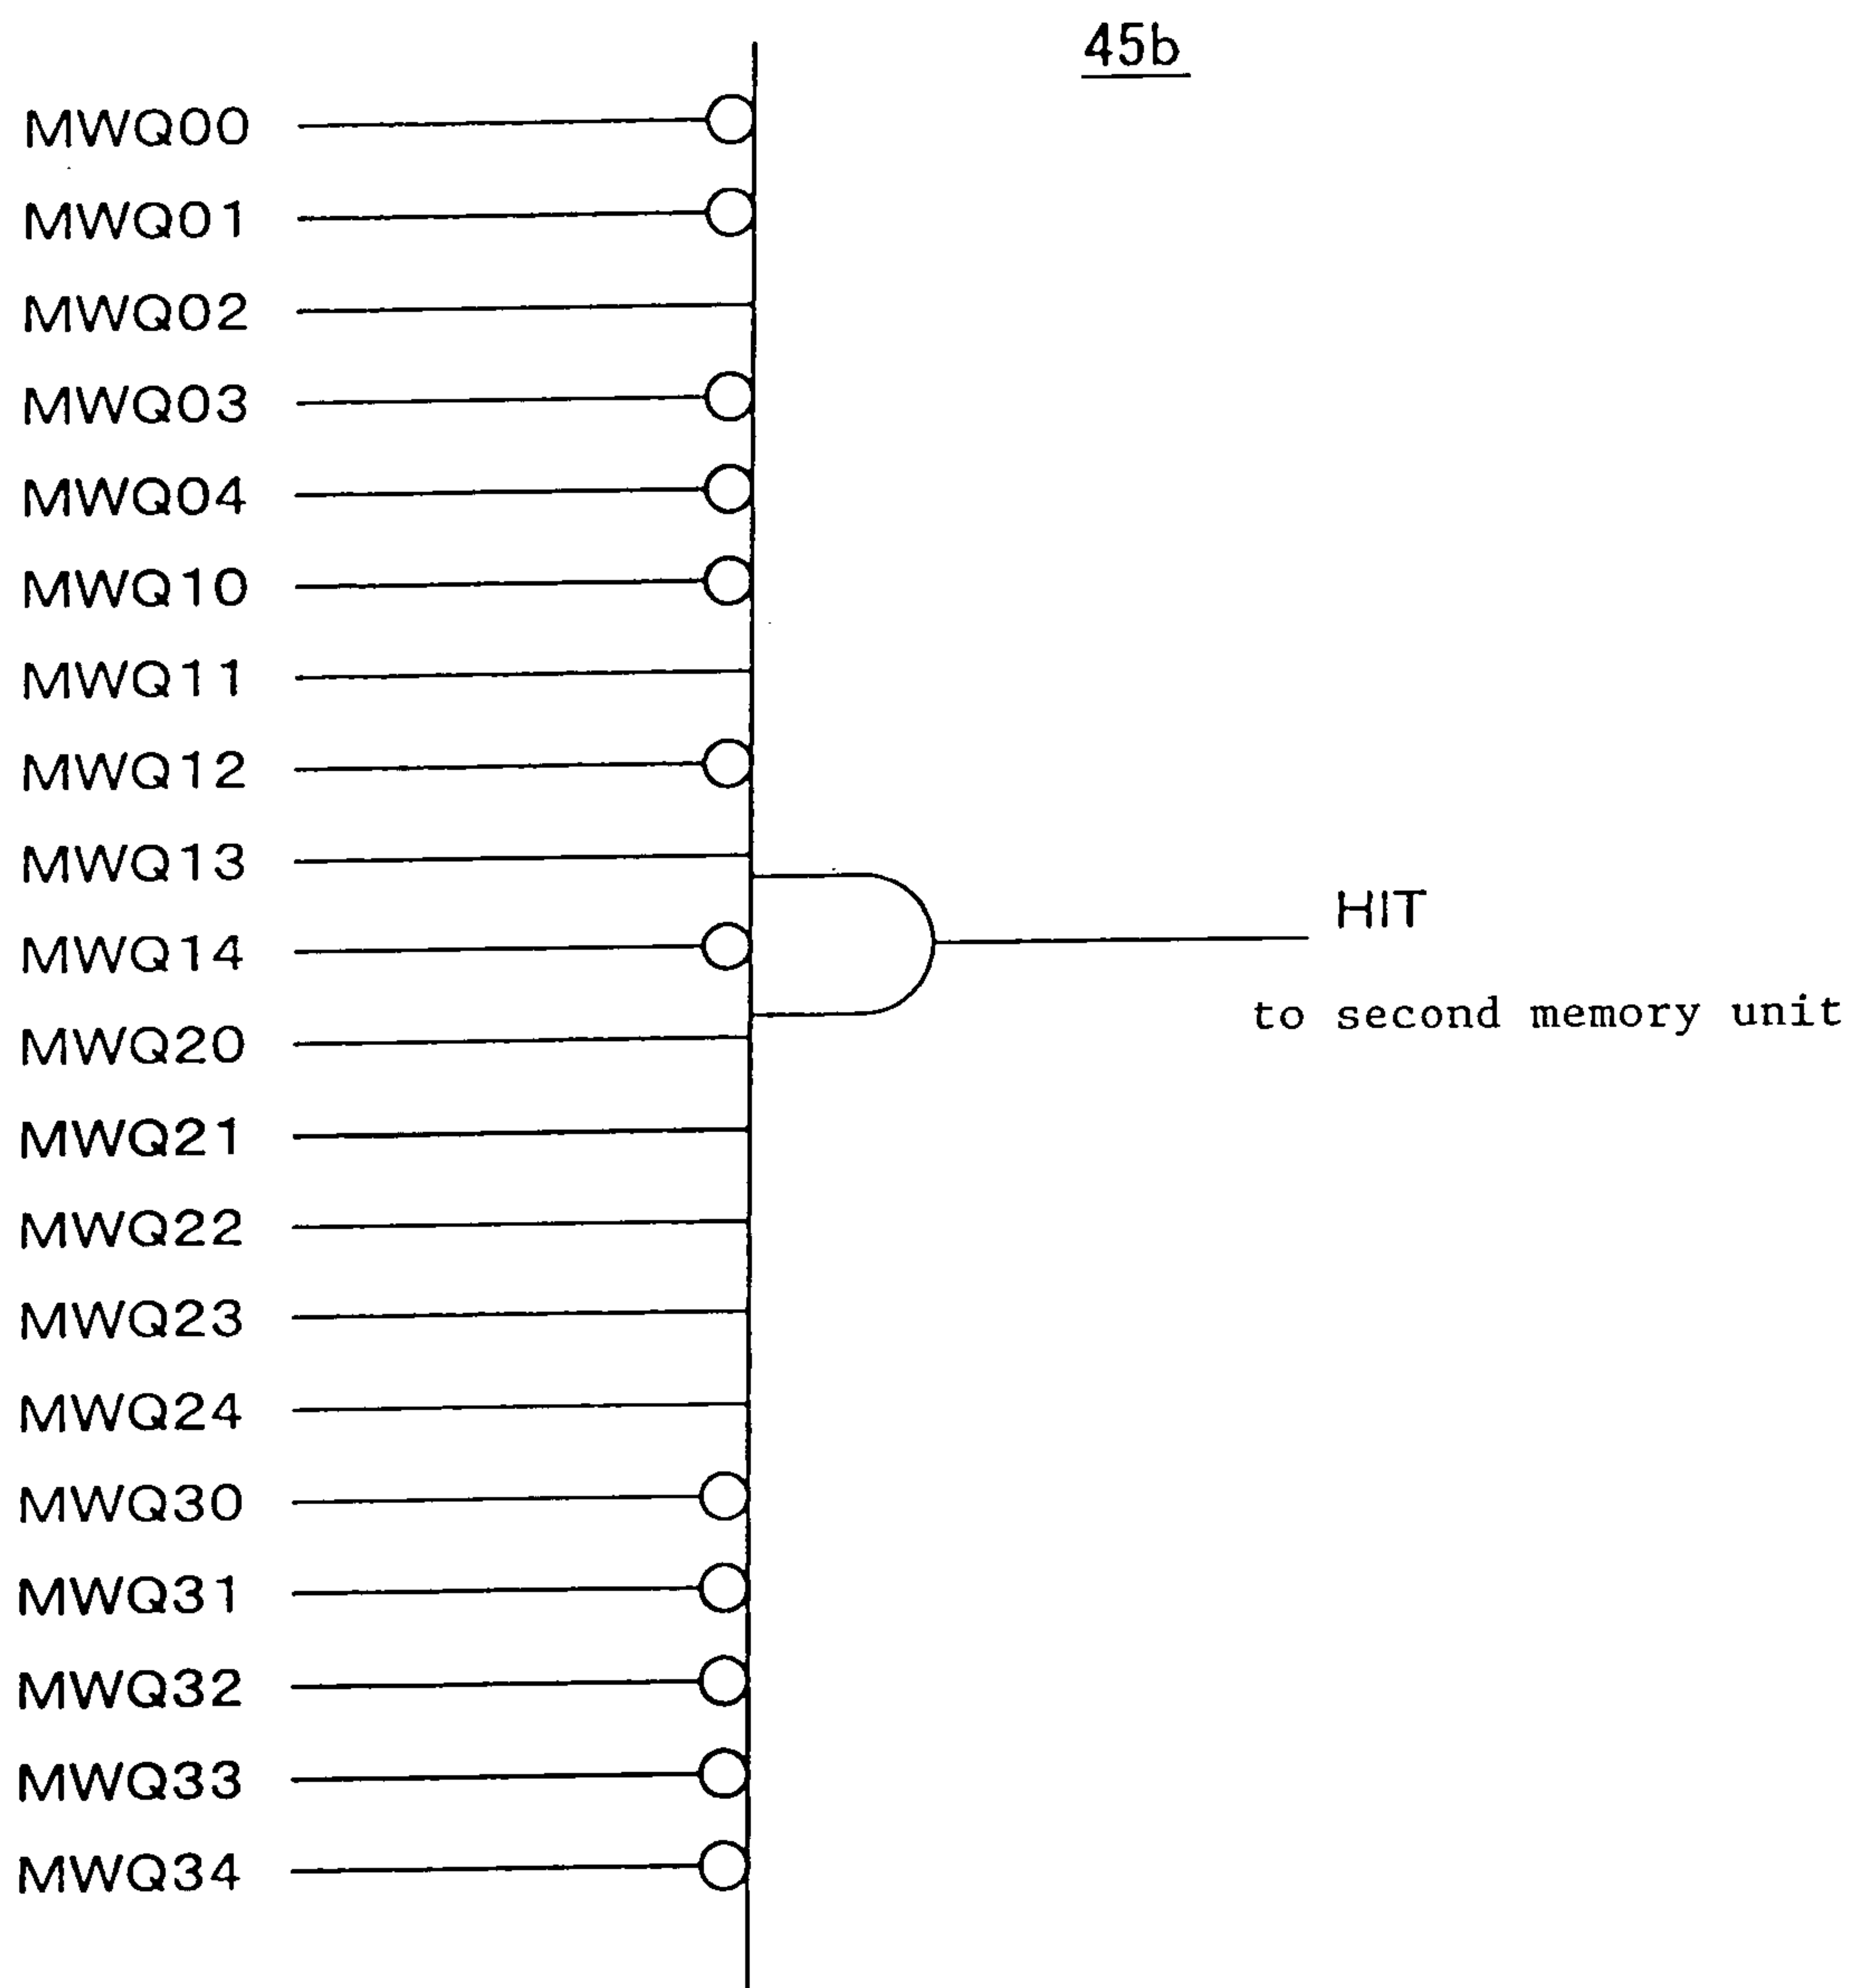 45b
MWQ00
MWQ01
MWQ02
MWQ03
MWQ04
MWQ10
MWQ11
MWQ12
MWQ13
MWQ14
MWQ20
MWQ21
MWQ22
MWQ23
MWQ24
MWQ30
MWQ31
MWQ32
MWQ33
MWQ34
HIT
to second memory unit